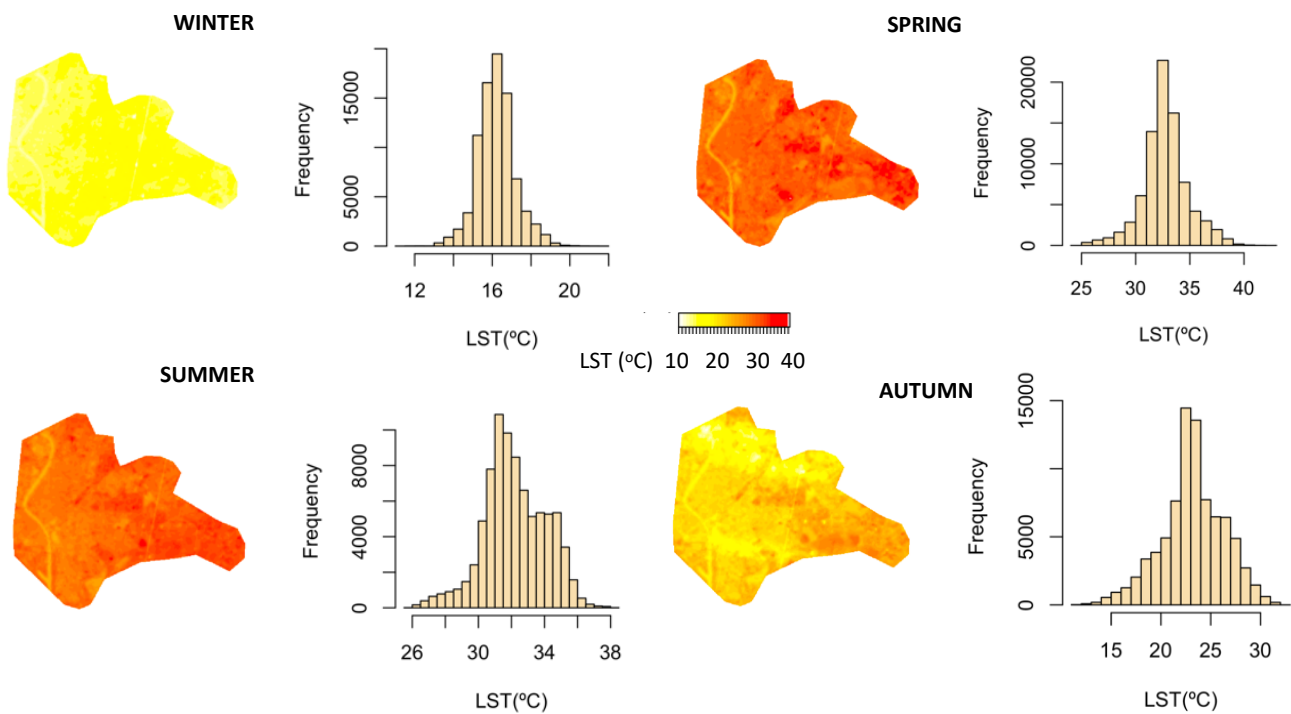 WINTER
Frequency
0
5000
15000
12 16 20
LST(ºC)
SPRING
Frequency
0
10000
20000
25 30 35 40
LST(ºC)
LST (ºC) 10 20 30 40
SUMMER
Frequency
0
4000
8000
26 30 34 38
LST(ºC)
AUTUMN
Frequency
0
5000
15000
15 20 25 30
LST(ºC)